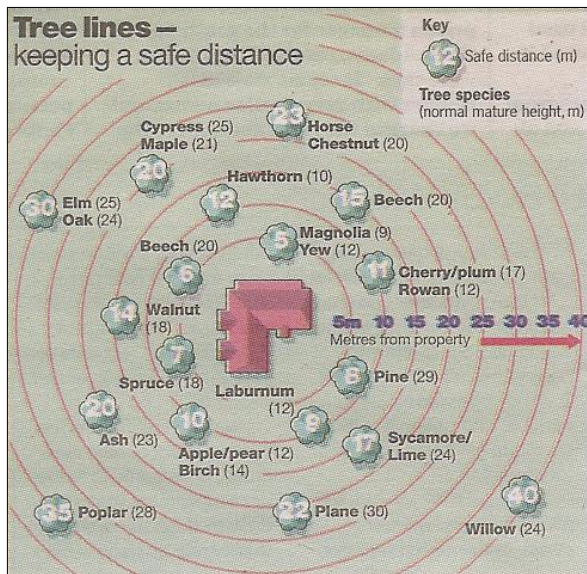 Tree lines –
keeping a safe distance
Key
12 Safe distance (m)
Tree species
(normal mature height, m)
23
Horse
Chestnut (20)
Cypress (25)
Maple (21)
20
Hawthorn (10)
12
15
Beech (20)
30
Elm (25)
Oak (24)
5
Magnolia (9)
Yew (12)
Beech (20)
6
11
Cherry/plum (17)
Rowan (12)
14
Walnut
(18)
5m 10 15 20 25 30 35 40
Metres from property
7
Spruce (18)
Laburnum
(12)
8
Pine (29)
20
Ash (23)
10
Apple/pear (12)
Birch (14)
9
17
Sycamore/
Lime (24)
35
Poplar (28)
22
Plane (30)
40
Willow (24)